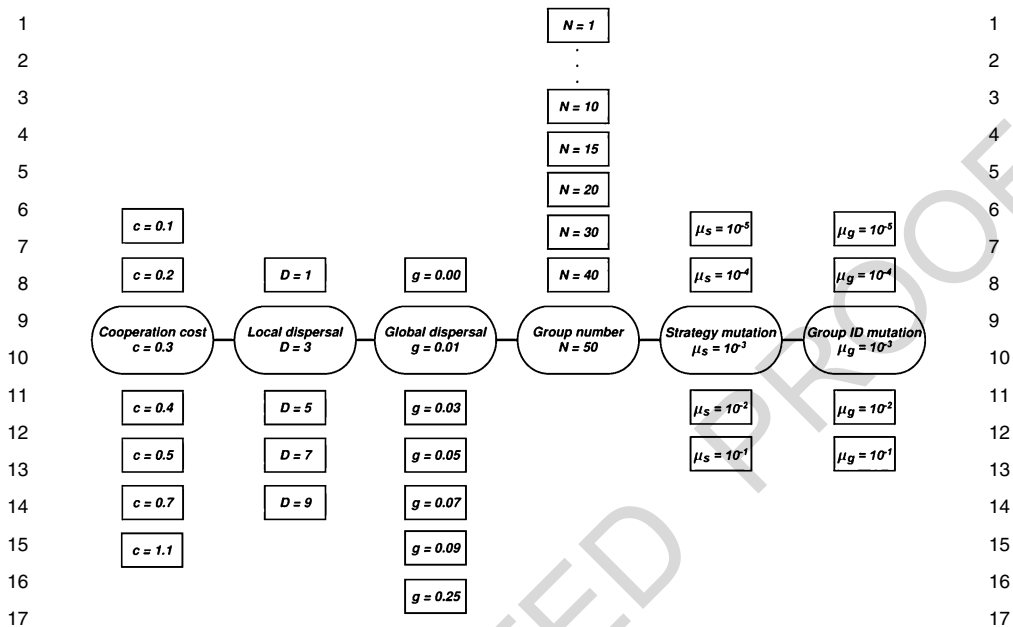 1
2
3
4
5
6
7
8
9
10
11
12
13
14
15
16
17
N = 1
.
.
.
N = 10
N = 15
N = 20
N = 30
N = 40
c = 0.1
c = 0.2
D = 1
g = 0.00
μs = 10-5
μs = 10-4
μg = 10-5
μg = 10-4
Cooperation cost
c = 0.3
Local dispersal
D = 3
Global dispersal
g = 0.01
Group number
N = 50
Strategy mutation
μs = 10-3
Group ID mutation
μg = 10-3
c = 0.4
c = 0.5
c = 0.7
c = 1.1
D = 5
D = 7
D = 9
g = 0.03
g = 0.05
g = 0.07
g = 0.09
g = 0.25
μs = 10-2
μs = 10-1
μg = 10-2
μg = 10-1
1
2
3
4
5
6
7
8
9
10
11
12
13
14
15
16
17
TED PROOF